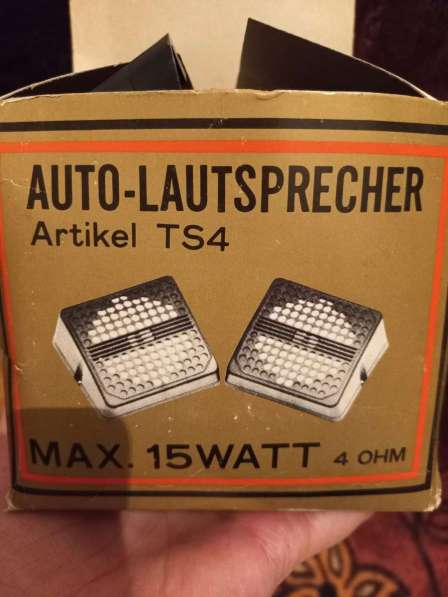 AUTO-LAUTSPRECHER
Artikel TS4
MAX. 15WATT 4 OHM